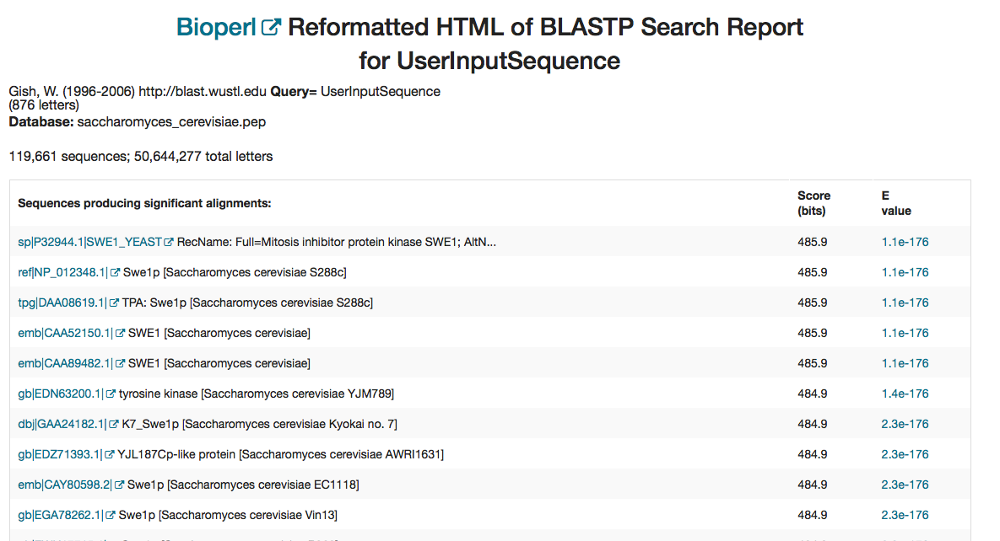 Bioperl Reformatted HTML of BLASTP Search Report
for UserInputSequence
Gish, W. (1996-2006) http://blast.wustl.edu Query= UserInputSequence
(876 letters)
Database: saccharomyces_cerevisiae.pep
119,661 sequences; 50,644,277 total letters
Sequences producing significant alignments: Score (bits) E value
sp|P32944.1|SWE1_YEAST RecName: Full=Mitosis inhibitor protein kinase SWE1; AltN... 485.9 1.1e-176
ref|NP_012348.1| Swe1p [Saccharomyces cerevisiae S288c] 485.9 1.1e-176
tpg|DAA08619.1| TPA: Swe1p [Saccharomyces cerevisiae S288c] 485.9 1.1e-176
emb|CAA52150.1| SWE1 [Saccharomyces cerevisiae] 485.9 1.1e-176
emb|CAA89482.1| SWE1 [Saccharomyces cerevisiae] 485.9 1.1e-176
gb|EDN63200.1| tyrosine kinase [Saccharomyces cerevisiae YJM789] 484.9 1.4e-176
dbj|GAA24182.1| K7_Swe1p [Saccharomyces cerevisiae Kyokai no. 7] 484.9 2.3e-176
gb|EDZ71393.1| YJL187Cp-like protein [Saccharomyces cerevisiae AWRI1631] 484.9 2.3e-176
emb|CAY80598.2| Swe1p [Saccharomyces cerevisiae EC1118] 484.9 2.3e-176
gb|EGA78262.1| Swe1p [Saccharomyces cerevisiae Vin13] 484.9 2.3e-176